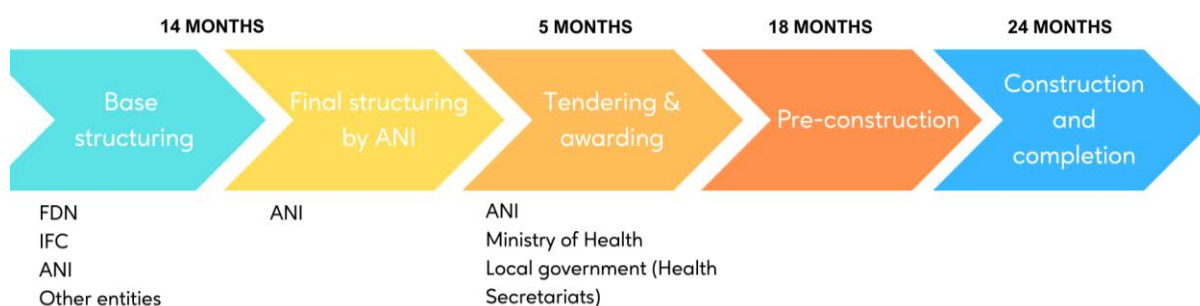 14 MONTHS
5 MONTHS
18 MONTHS
24 MONTHS
Base
structuring
Final structuring
by ANI
Tendering &
awarding
Pre-construction
Construction
and
completion
FDN
IFC
ANI
Other entities
ANI
ANI
Ministry of Health
Local government (Health
Secretariats)